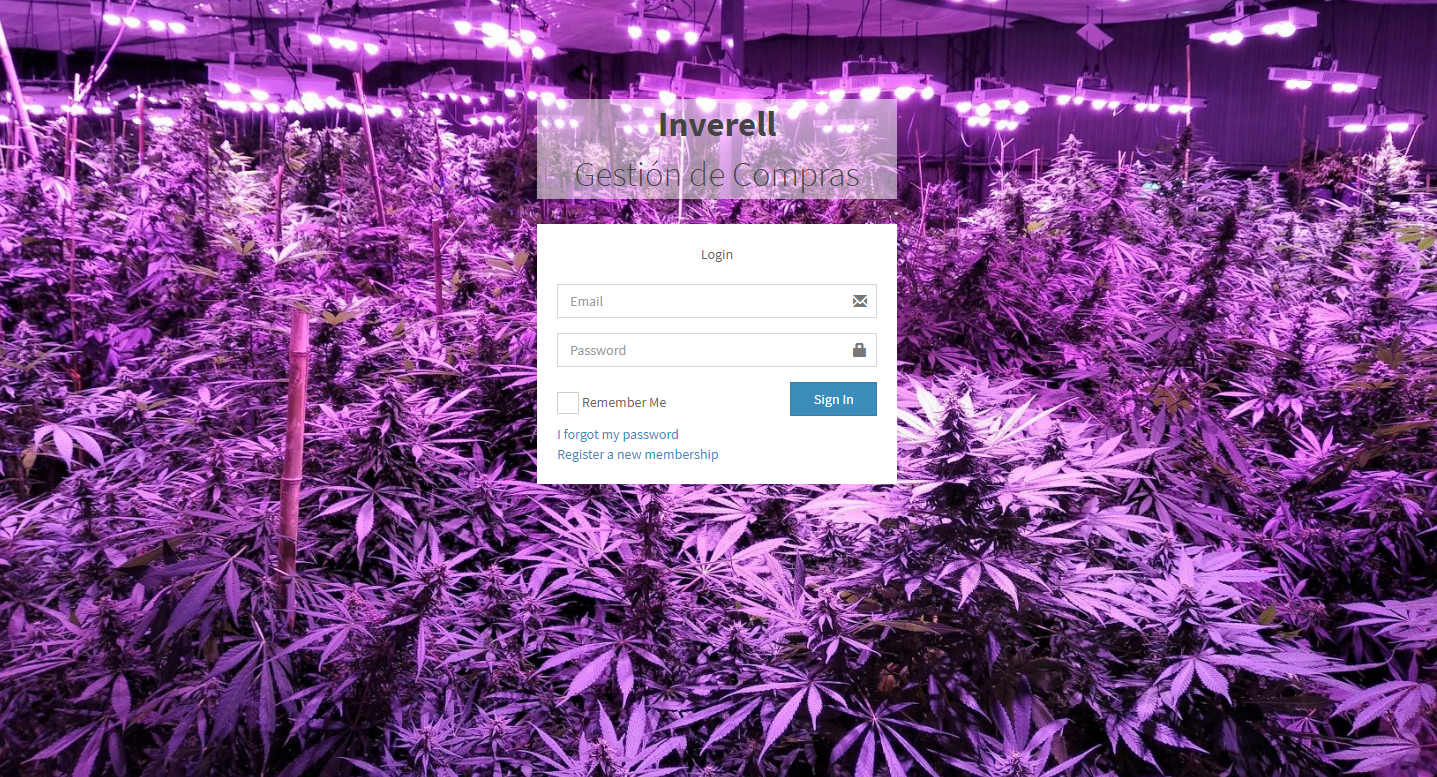 Inverell
Gestión de Compras
Login
Email
Password
Remember Me
Sign In
I forgot my password
Register a new membership